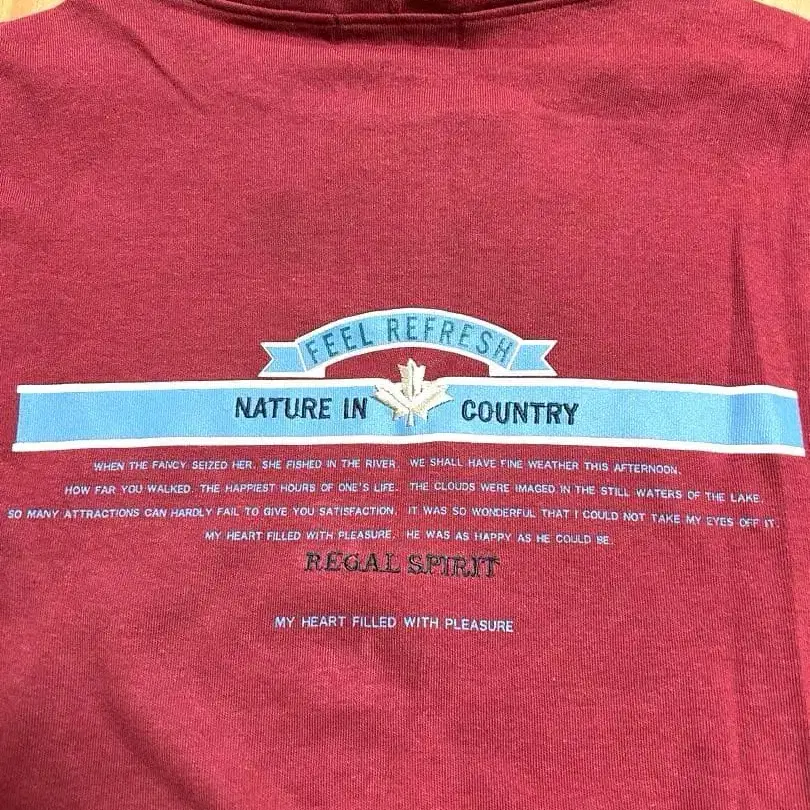 FEEL REFRESH
NATURE IN COUNTRY
WHEN THE FANCY SEIZED HER, SHE FISHED IN THE RIVER. WE SHALL HAVE FINE WEATHER THIS AFTERNOON.
HOW FAR YOU WALKED. THE HAPPIEST HOURS OF ONE'S LIFE. THE CLOUDS WERE IMAGED IN THE STILL WATERS OF THE LAKE.
SO MANY ATTRACTIONS CAN HARDLY FAIL TO GIVE YOU SATISFACTION. IT WAS SO WONDERFUL THAT I COULD NOT TAKE MY EYES OFF IT.
MY HEART FILLED WITH PLEASURE. HE WAS AS HAPPY AS HE COULD BE.
REGAL SPIRIT
MY HEART FILLED WITH PLEASURE